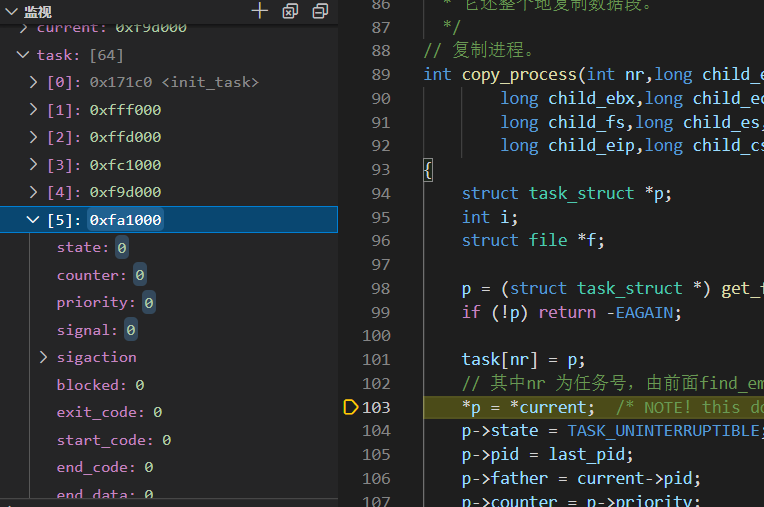 监视
current: 0xf9d000
task: [64]
[0]: 0x171c0 <init_task>
[1]: 0xfff000
[2]: 0xffd000
[3]: 0xfc1000
[4]: 0xf9d000
[5]: 0xfa1000
state: 0
counter: 0
priority: 0
signal: 0
sigaction
blocked: 0
exit_code: 0
start_code: 0
end_code: 0
end_data: 0
86 * 它还整个地复制数据段。
87 */
88 // 复制进程。
89 int copy_process(int nr,long child_e
90 long child_ebx,long child_ec
91 long child_fs,long child_es,
92 long child_eip,long child_cs
93 {
94 struct task_struct *p;
95 int i;
96 struct file *f;
97
98 p = (struct task_struct *) get_f
99 if (!p) return -EAGAIN;
100
101 task[nr] = p;
102 // 其中nr 为任务号，由前面find_em
103 *p = *current; /* NOTE! this do
104 p->state = TASK_UNINTERRUPTIBLE;
105 p->pid = last_pid;
106 p->father = current->pid;
107 p->counter = p->priority;